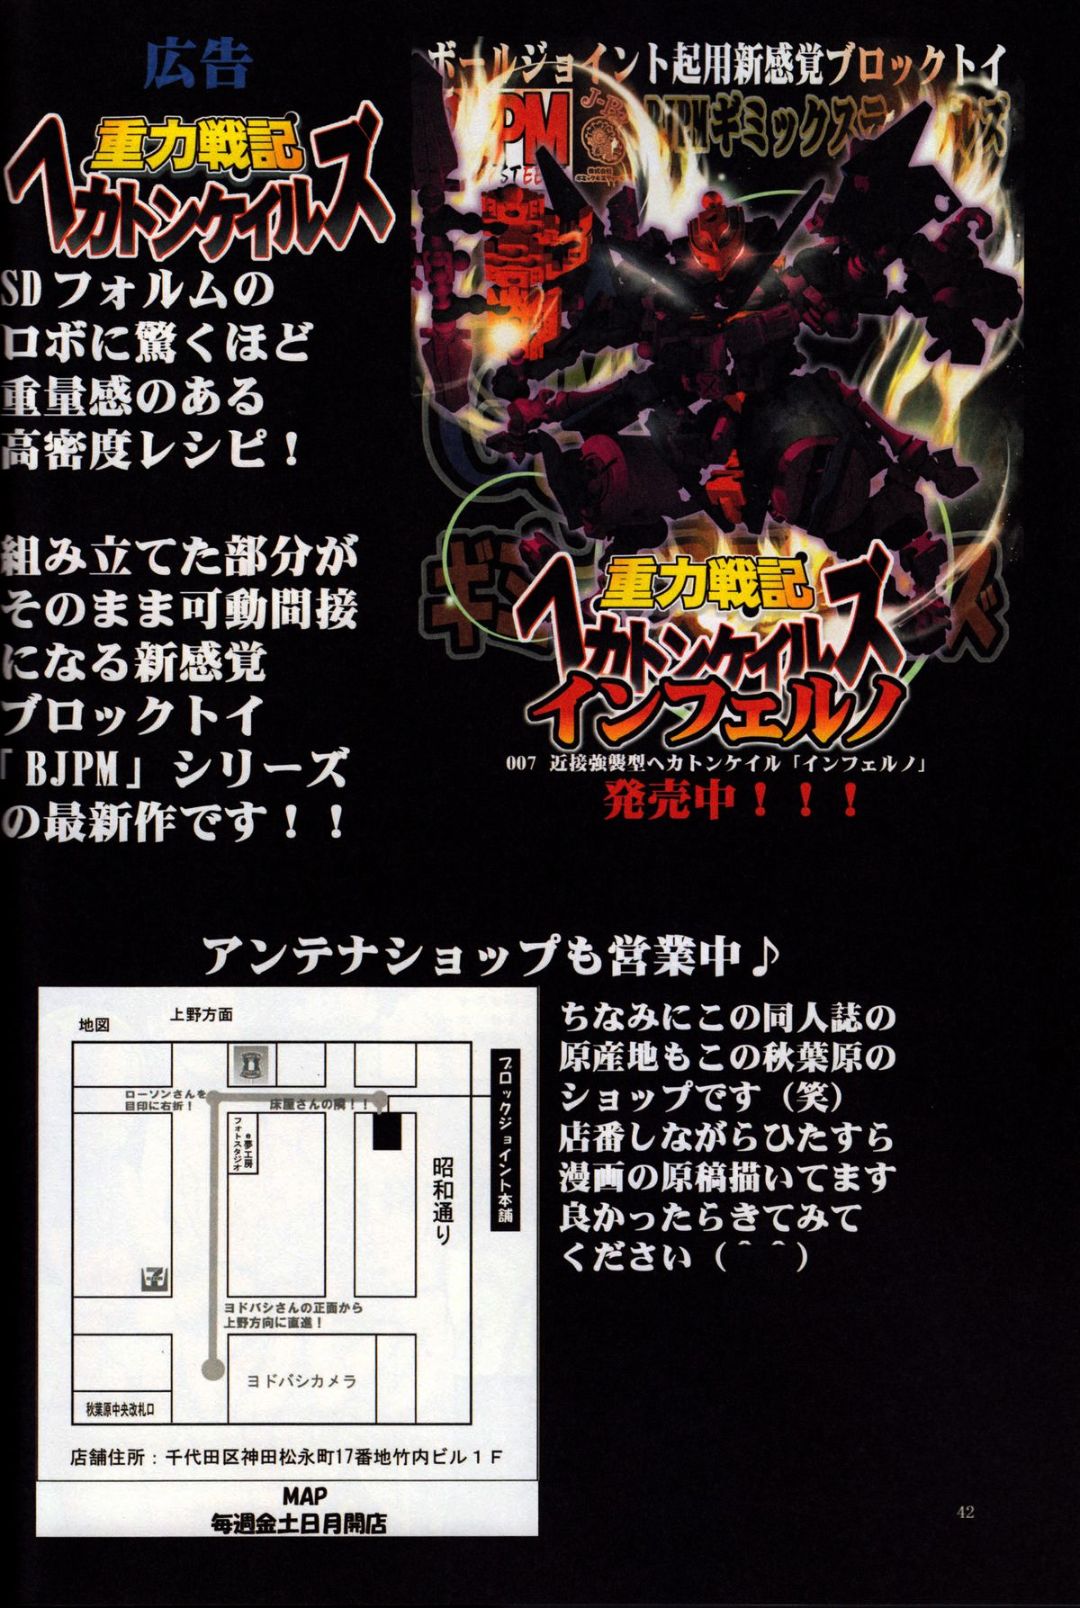 広告
重力戦記
ヘカトンケイルズ
SDフォルムの
ロボに驚くほど
重量感のある
高密度レシピ！
組み立てた部分が
そのまま可動間接
になる新感覚
ブロックトイ
「BJPM」シリーズ
の最新作です！！
ボールジョイント起用新感覚ブロックトイ
重力戦記
ヘカトンケイルズ
インフェルノ
007 近接強襲型ヘカトンケイル「インフェルノ」
発売中！！！
アンテナショップも営業中♪
地図
上野方面
ローソンさんを
目印に右折！
床屋さんの隣！！
e夢工房
フォトスタジオ
昭和通り
ブロックジョイント本舗
ヨドバシさんの正面から
上野方向に直進！
ヨドバシカメラ
秋葉原中央改札口
店舗住所：千代田区神田松永町17番地竹内ビル１Ｆ
MAP
毎週金土日月開店
ちなみにこの同人誌の
原産地もこの秋葉原の
ショップです（笑）
店番しながらひたすら
漫画の原稿描いてます
良かったらきてみて
ください（＾＾）
42